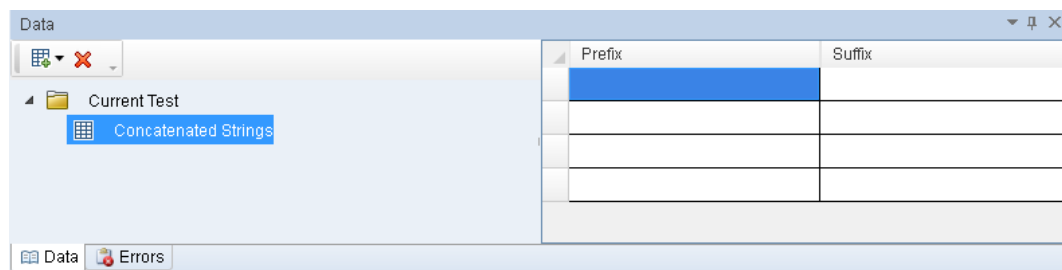 Data
Prefix Suffix
Current Test
Concatenated Strings
Data Errors